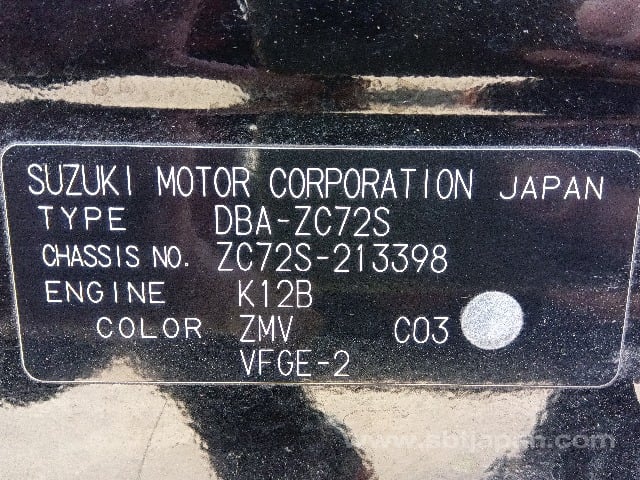 SUZUKI MOTOR CORPORATION JAPAN
TYPE DBA-ZC72S
CHASSIS NO. ZC72S-213398
ENGINE K12B
COLOR ZMV C03
VFGE-2
www.sbtjapan.com